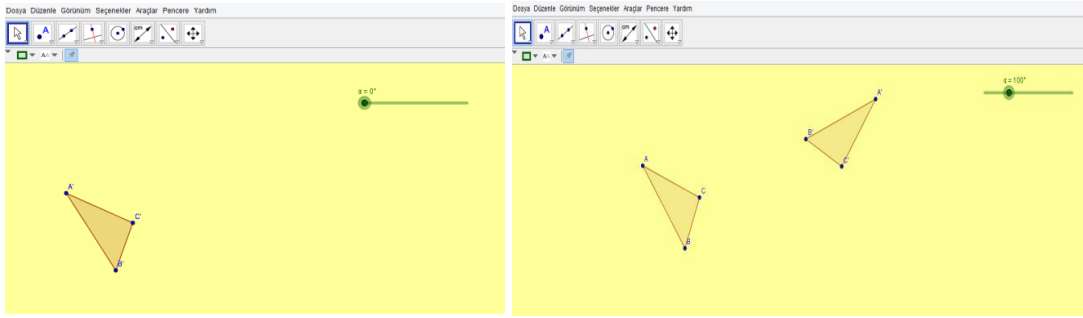 Dosya Düzenle Görünüm Seçenekler Araçlar Pencere Yardım
α = 0°
A'
C'
B'
Dosya Düzenle Görünüm Seçenekler Araçlar Pencere Yardım
α = 100°
A'
B'
C'
A
C
B